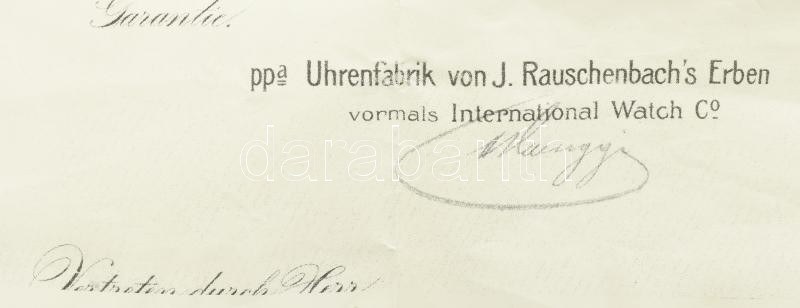 Garantie.
ppa Uhrenfabrik von J. Rauschenbach's Erben
vormals International Watch Co
darabanth
Vertreten durch Herr